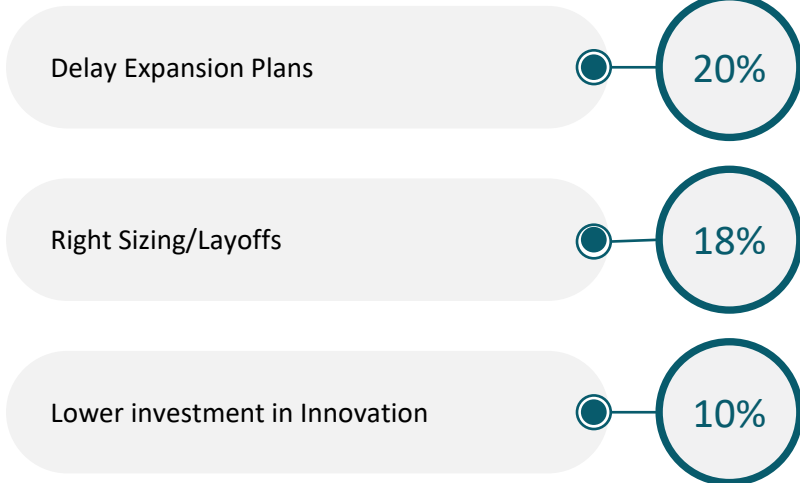 Delay Expansion Plans 20%
Right Sizing/Layoffs 18%
Lower investment in Innovation 10%